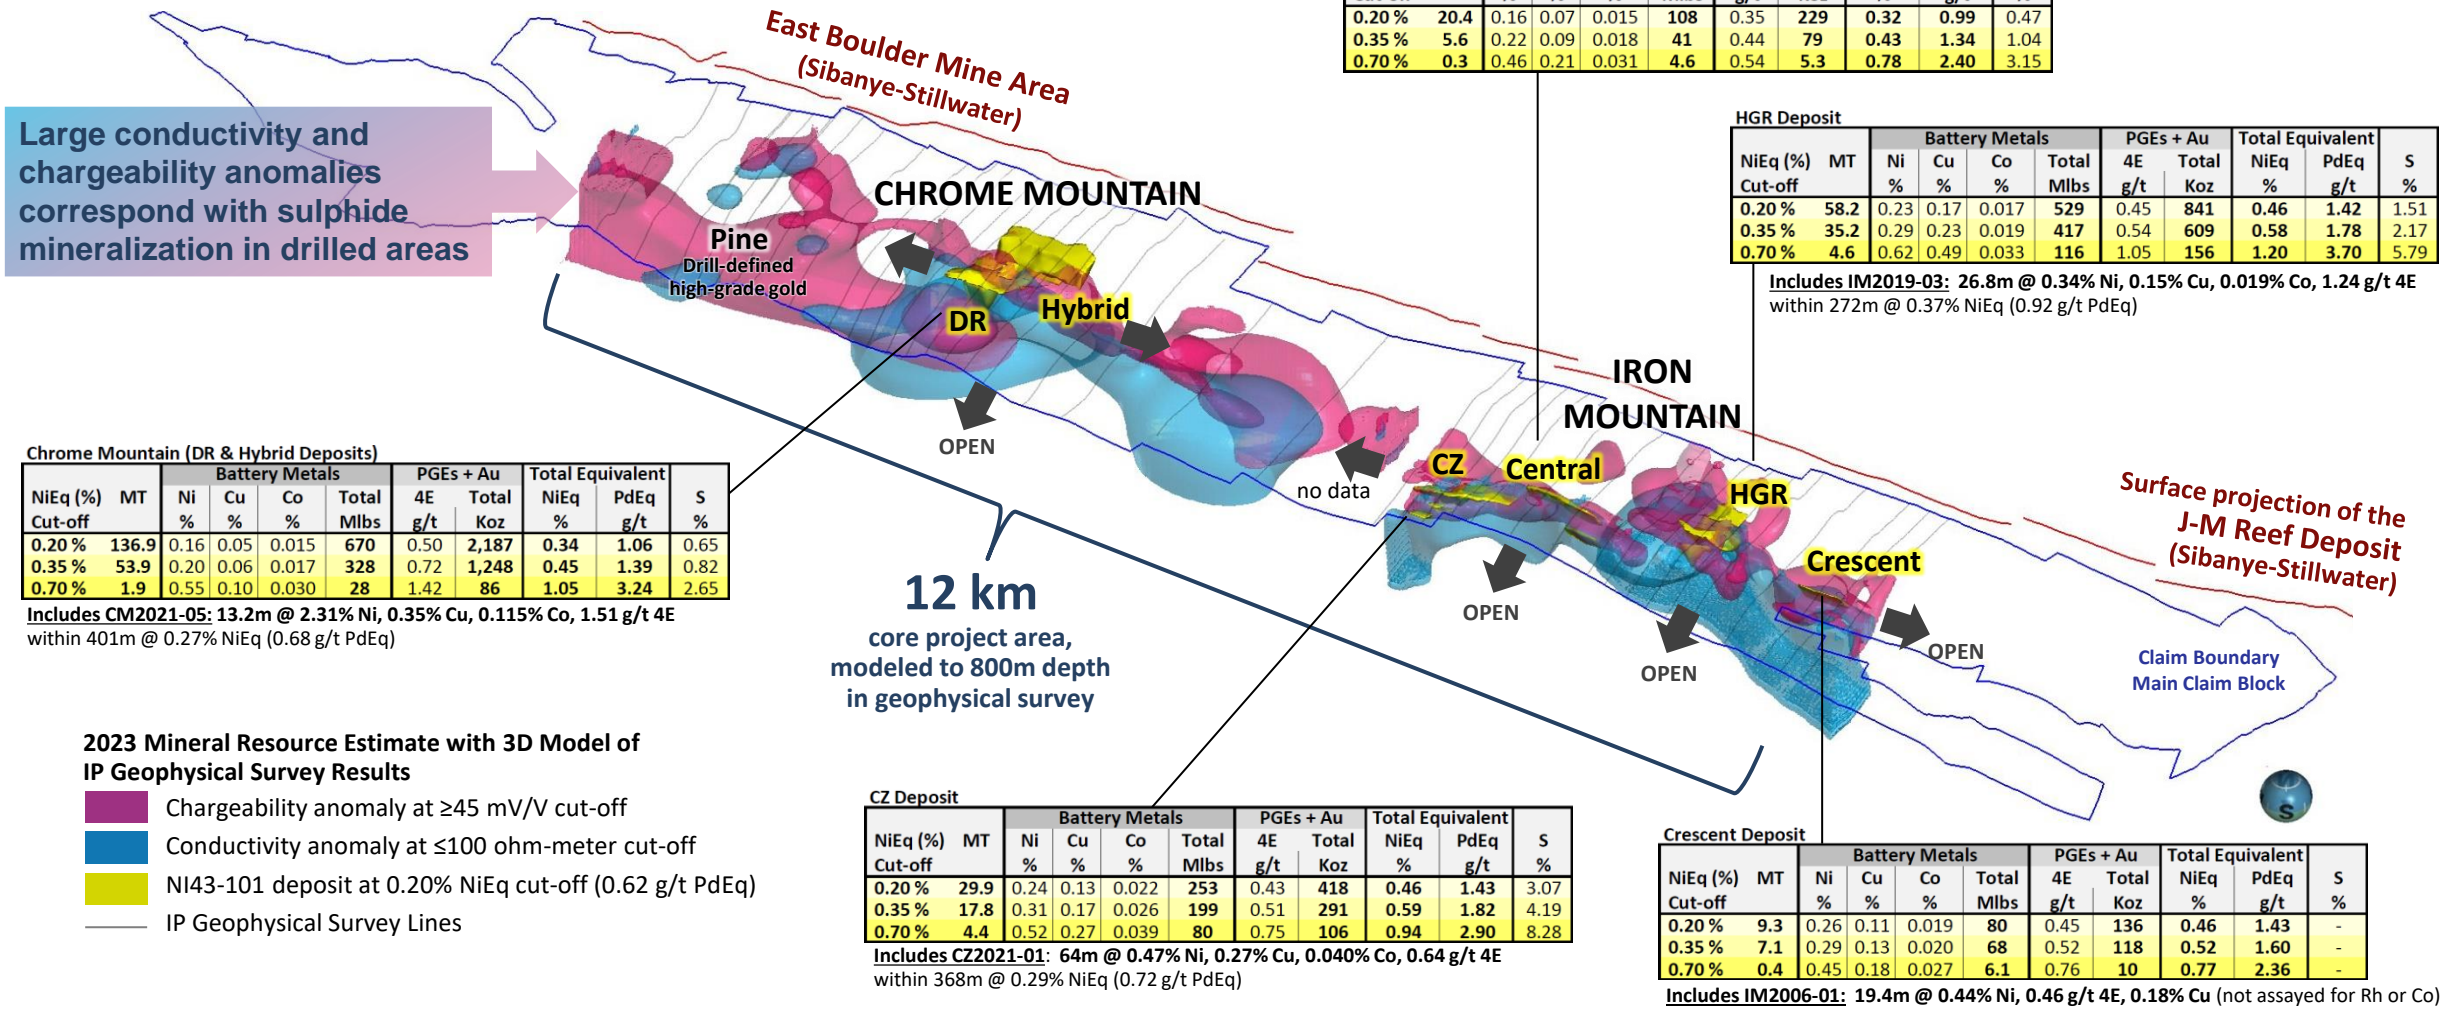 0.20 % 20.4 0.16 0.07 0.015 108 0.35 229 0.32 0.99 0.47
0.35 % 5.6 0.22 0.09 0.018 41 0.44 79 0.43 1.34 1.04
0.70 % 0.3 0.46 0.21 0.031 4.6 0.54 5.3 0.78 2.40 3.15
East Boulder Mine Area
(Sibanye-Stillwater)
Large conductivity and
chargeability anomalies
correspond with sulphide
mineralization in drilled areas
CHROME MOUNTAIN
Pine
Drill-defined
high-grade gold
DR
Hybrid
OPEN
HGR Deposit
Battery Metals PGEs + Au Total Equivalent
NiEq (%) MT Ni Cu Co Total 4E Total NiEq PdEq S
Cut-off % % % Mlbs g/t Koz % g/t %
0.20 % 58.2 0.23 0.17 0.017 529 0.45 841 0.46 1.42 1.51
0.35 % 35.2 0.29 0.23 0.019 417 0.54 609 0.58 1.78 2.17
0.70 % 4.6 0.62 0.49 0.033 116 1.05 156 1.20 3.70 5.79
Includes IM2019-03: 26.8m @ 0.34% Ni, 0.15% Cu, 0.019% Co, 1.24 g/t 4E
within 272m @ 0.37% NiEq (0.92 g/t PdEq)
IRON
MOUNTAIN
no data
CZ
Central
HGR
Crescent
OPEN
OPEN
OPEN
Surface projection of the
J-M Reef Deposit
(Sibanye-Stillwater)
Claim Boundary
Main Claim Block
Chrome Mountain (DR & Hybrid Deposits)
Battery Metals PGEs + Au Total Equivalent
NiEq (%) MT Ni Cu Co Total 4E Total NiEq PdEq S
Cut-off % % % Mlbs g/t Koz % g/t %
0.20 % 136.9 0.16 0.05 0.015 670 0.50 2,187 0.34 1.06 0.65
0.35 % 53.9 0.20 0.06 0.017 328 0.72 1,248 0.45 1.39 0.82
0.70 % 1.9 0.55 0.10 0.030 28 1.42 86 1.05 3.24 2.65
Includes CM2021-05: 13.2m @ 2.31% Ni, 0.35% Cu, 0.115% Co, 1.51 g/t 4E
within 401m @ 0.27% NiEq (0.68 g/t PdEq)
12 km
core project area,
modeled to 800m depth
in geophysical survey
2023 Mineral Resource Estimate with 3D Model of
IP Geophysical Survey Results
Chargeability anomaly at ≥45 mV/V cut-off
Conductivity anomaly at ≤100 ohm-meter cut-off
NI43-101 deposit at 0.20% NiEq cut-off (0.62 g/t PdEq)
IP Geophysical Survey Lines
CZ Deposit
Battery Metals PGEs + Au Total Equivalent
NiEq (%) MT Ni Cu Co Total 4E Total NiEq PdEq S
Cut-off % % % Mlbs g/t Koz % g/t %
0.20 % 29.9 0.24 0.13 0.022 253 0.43 418 0.46 1.43 3.07
0.35 % 17.8 0.31 0.17 0.026 199 0.51 291 0.59 1.82 4.19
0.70 % 4.4 0.52 0.27 0.039 80 0.75 106 0.94 2.90 8.28
Includes CZ2021-01: 64m @ 0.47% Ni, 0.27% Cu, 0.040% Co, 0.64 g/t 4E
within 368m @ 0.29% NiEq (0.72 g/t PdEq)
S
Crescent Deposit
Battery Metals PGEs + Au Total Equivalent
NiEq (%) MT Ni Cu Co Total 4E Total NiEq PdEq S
Cut-off % % % Mlbs g/t Koz % g/t %
0.20 % 9.3 0.26 0.11 0.019 80 0.45 136 0.46 1.43 -
0.35 % 7.1 0.29 0.13 0.020 68 0.52 118 0.52 1.60 -
0.70 % 0.4 0.45 0.18 0.027 6.1 0.76 10 0.77 2.36 -
Includes IM2006-01: 19.4m @ 0.44% Ni, 0.46 g/t 4E, 0.18% Cu (not assayed for Rh or Co)